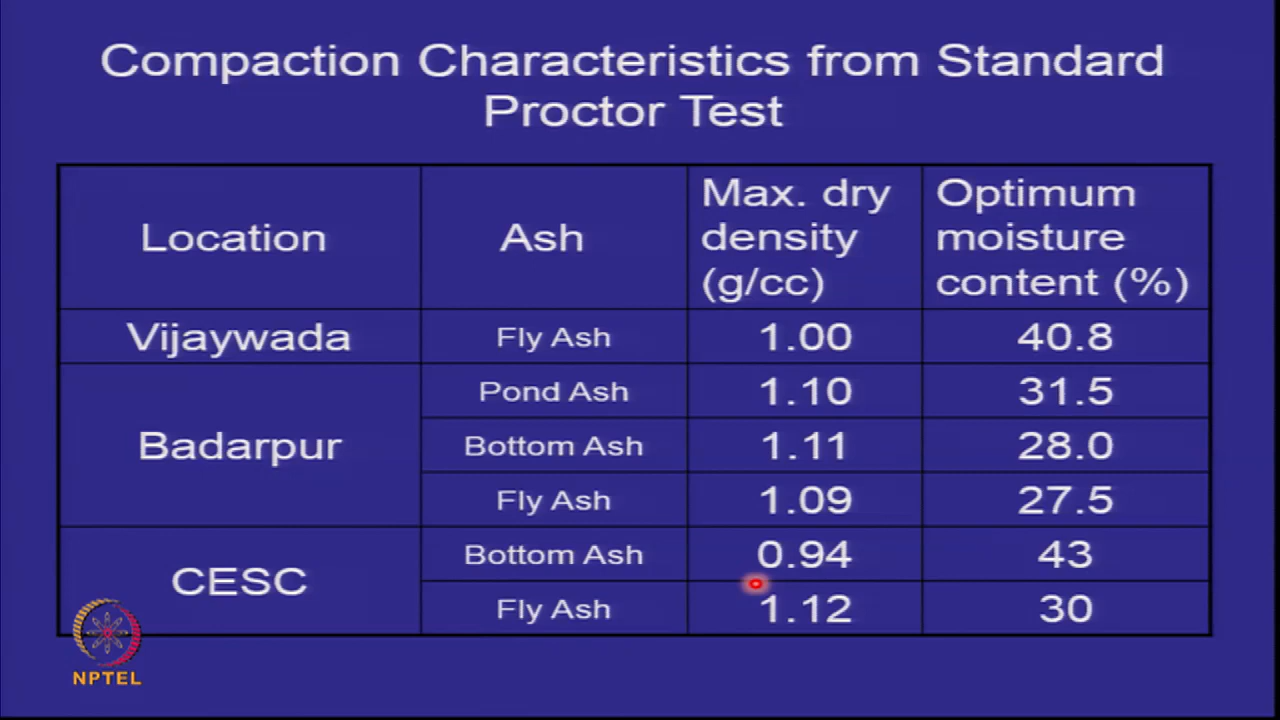 Compaction Characteristics from Standard
Proctor Test
Location Ash Max. dry density (g/cc) Optimum moisture content (%)
Vijaywada Fly Ash 1.00 40.8
Badarpur Pond Ash 1.10 31.5
Bottom Ash 1.11 28.0
Fly Ash 1.09 27.5
CESC Bottom Ash 0.94 43
Fly Ash 1.12 30
NPTEL